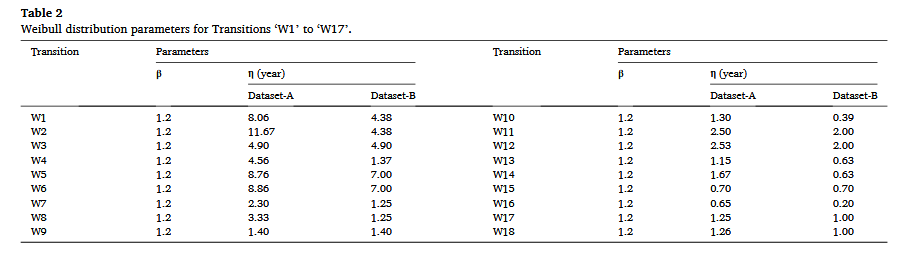 Table 2
Weibull distribution parameters for Transitions ‘W1’ to ‘W17’.
Transition Parameters Transition Parameters
β η (year) β η (year)
Dataset-A Dataset-B Dataset-A Dataset-B
W1 1.2 8.06 4.38 W10 1.2 1.30 0.39
W2 1.2 11.67 4.38 W11 1.2 2.50 2.00
W3 1.2 4.90 4.90 W12 1.2 2.53 2.00
W4 1.2 4.56 1.37 W13 1.2 1.15 0.63
W5 1.2 8.76 7.00 W14 1.2 1.67 0.63
W6 1.2 8.86 7.00 W15 1.2 0.70 0.70
W7 1.2 2.30 1.25 W16 1.2 0.65 0.20
W8 1.2 3.33 1.25 W17 1.2 1.25 1.00
W9 1.2 1.40 1.40 W18 1.2 1.26 1.00